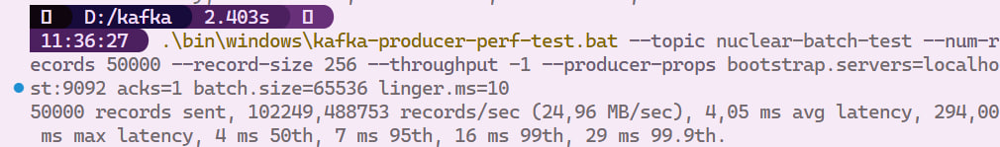 D:/kafka 2.403s
11:36:27 .\bin\windows\kafka-producer-perf-test.bat --topic nuclear-batch-test --num-r
ecords 50000 --record-size 256 --throughput -1 --producer-props bootstrap.servers=localho
st:9092 acks=1 batch.size=65536 linger.ms=10
50000 records sent, 102249,488753 records/sec (24,96 MB/sec), 4,05 ms avg latency, 294,00
ms max latency, 4 ms 50th, 7 ms 95th, 16 ms 99th, 29 ms 99.9th.